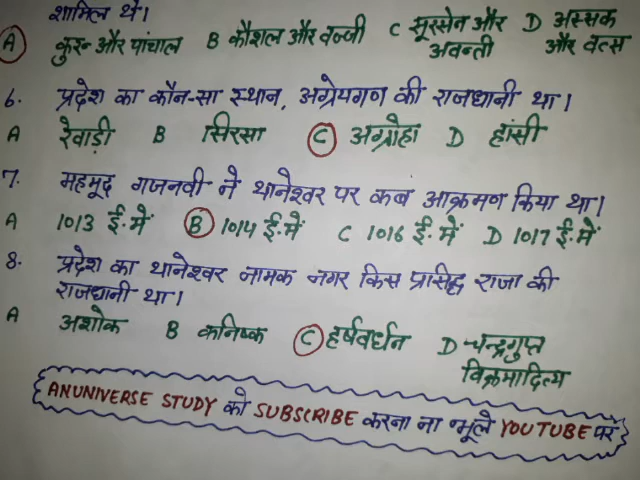 शामिल थे।
A कुरू और पांचाल B कौशल और वज्जी C सूरसेन और अवन्ती D अस्सक और वत्स
6. प्रदेश का कौन-सा स्थान, अग्रेयगण की राजधानी था।
A रेवाड़ी B सिरसा C अग्रोहा D हांसी
7. महमूद गजनवी ने थानेश्वर पर कब आक्रमण किया था।
A 1013 ई. में B 1014 ई. में C 1016 ई. में D 1017 ई. में
8. प्रदेश का थानेश्वर नामक नगर किस प्रासिद्ध राजा की
राजधानी था।
A अशोक B कनिष्क C हर्षवर्धन D चन्द्रगुप्त
विक्रमादित्य
ANUNIVERSE STUDY को SUBSCRIBE करना ना भूले YOUTUBE पर